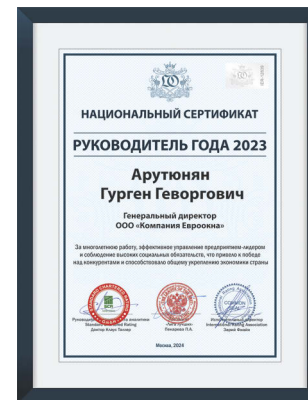 НАЦИОНАЛЬНЫЙ СЕРТИФИКАТ
РУКОВОДИТЕЛЬ ГОДА 2023
Арутюнян
Гурген Геворгович
Генеральный директор
ООО «Компания Евроокна»
За многолетнюю работу, эффективное управление предприятием-лидером
и соблюдение высоких социальных обязательств, что привело к победе
над конкурентами и способствовало общему укреплению экономики страны
Москва, 2024